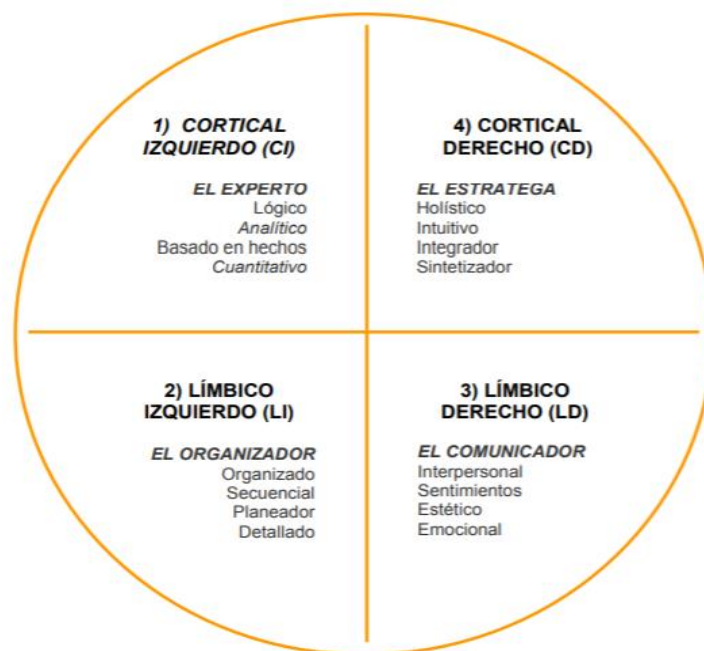 1) CORTICAL
IZQUIERDO (CI)
EL EXPERTO
Lógico
Analítico
Basado en hechos
Cuantitativo
4) CORTICAL
DERECHO (CD)
EL ESTRATEGA
Holístico
Intuitivo
Integrador
Sintetizador
2) LÍMBICO
IZQUIERDO (LI)
EL ORGANIZADOR
Organizado
Secuencial
Planeador
Detallado
3) LÍMBICO
DERECHO (LD)
EL COMUNICADOR
Interpersonal
Sentimientos
Estético
Emocional